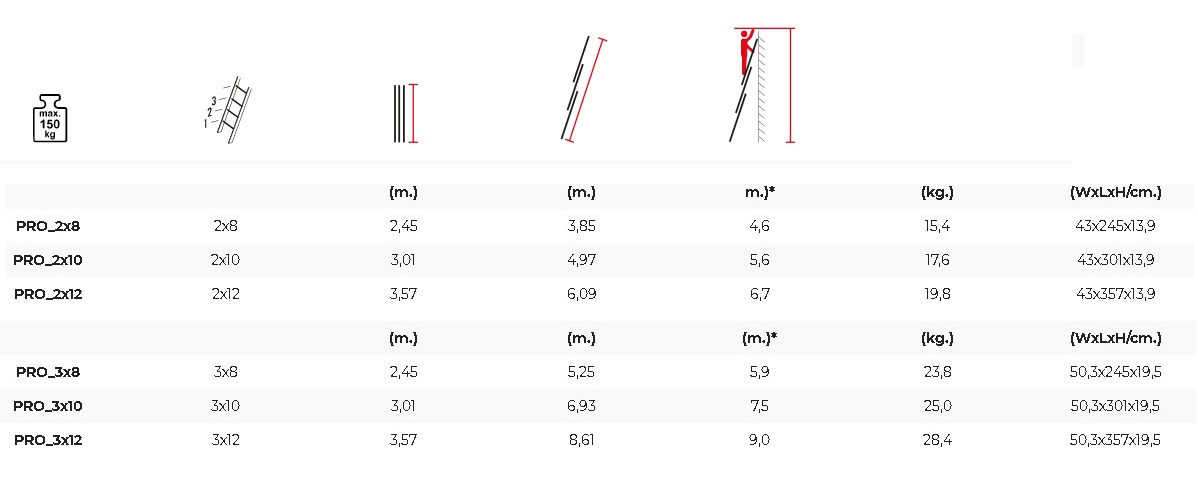 max.
150
kg
3
2
1
(m.) (m.) m.)* (kg.) (WxLxH/cm.)
PRO_2x8 2x8 2,45 3,85 4,6 15,4 43x245x13,9
PRO_2x10 2x10 3,01 4,97 5,6 17,6 43x301x13,9
PRO_2x12 2x12 3,57 6,09 6,7 19,8 43x357x13,9
(m.) (m.) (m.)* (kg.) (WxLxH/cm.)
PRO_3x8 3x8 2,45 5,25 5,9 23,8 50,3x245x19,5
PRO_3x10 3x10 3,01 6,93 7,5 25,0 50,3x301x19,5
PRO_3x12 3x12 3,57 8,61 9,0 28,4 50,3x357x19,5